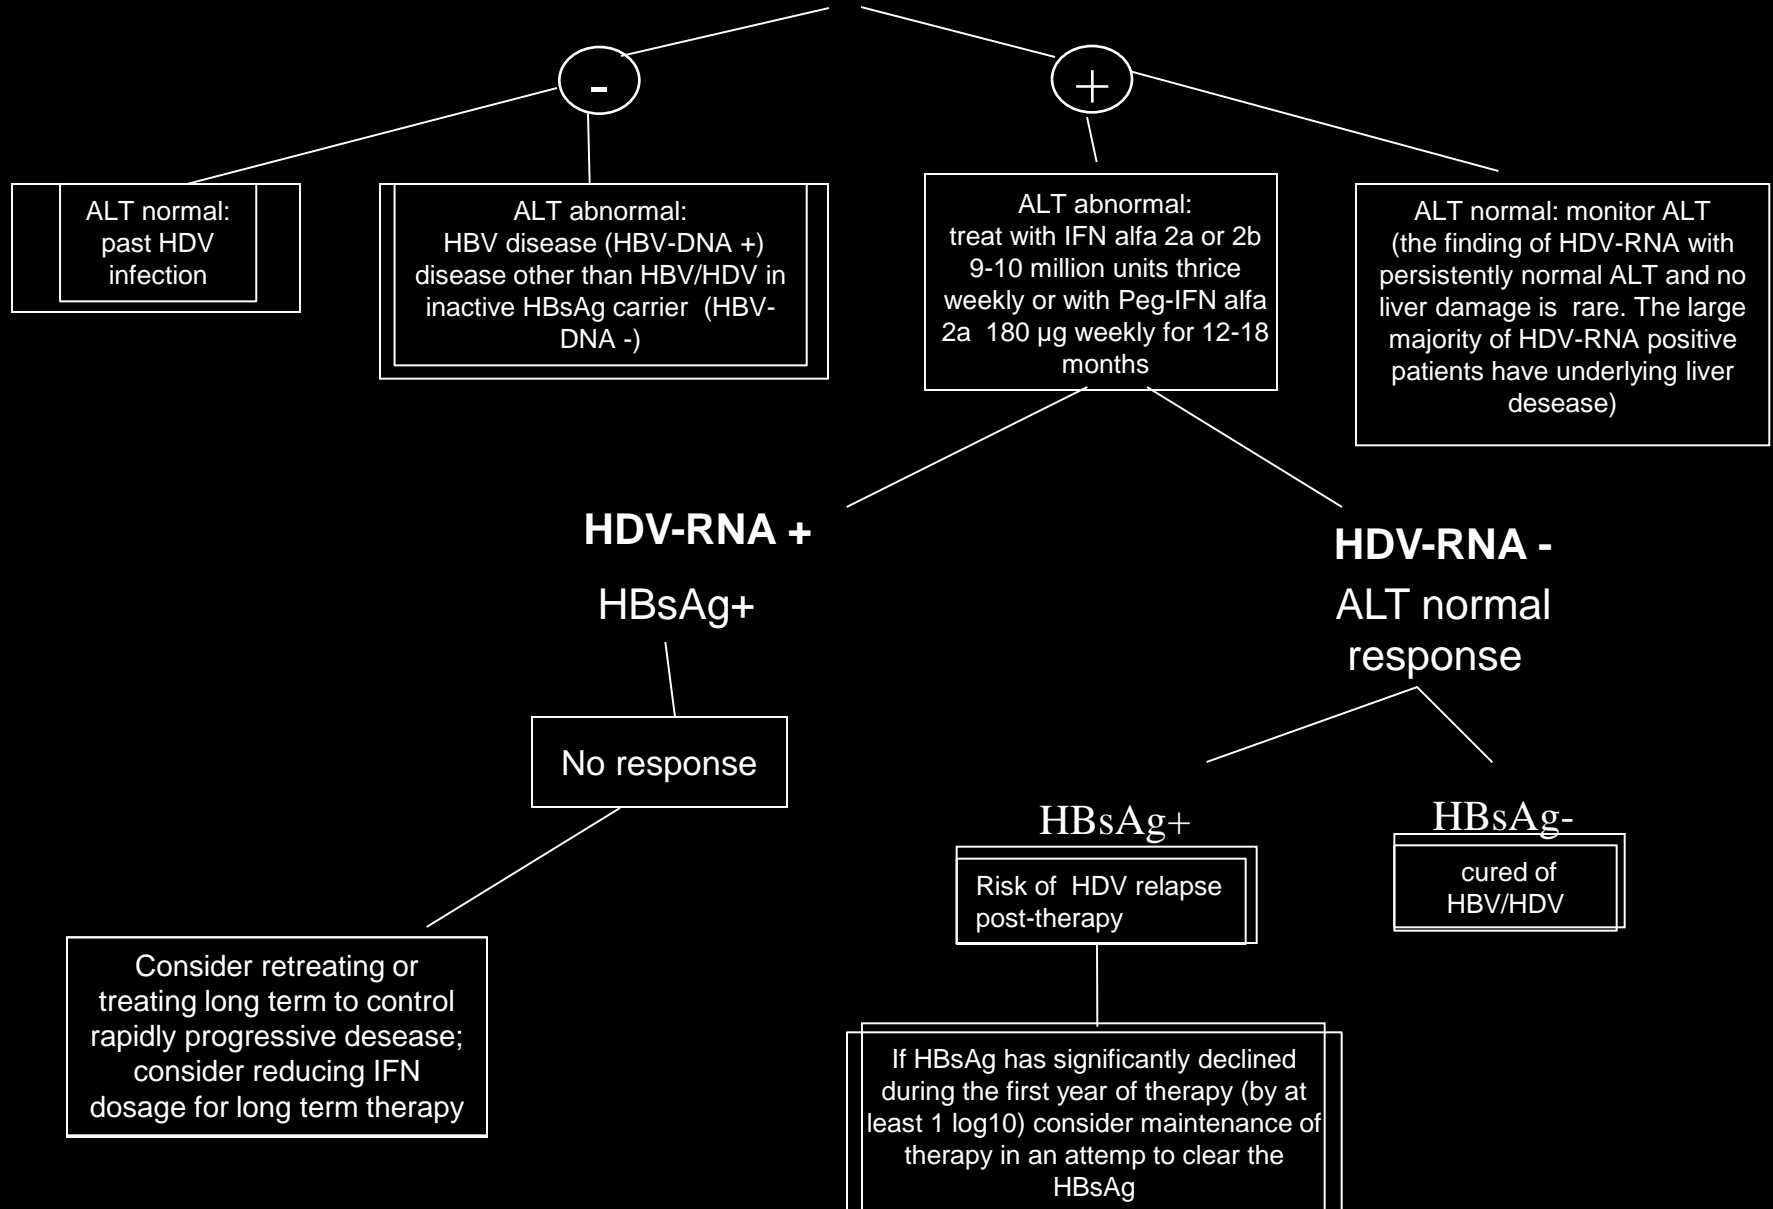 -
+
ALT normal:
past HDV
infection
ALT abnormal:
HBV disease (HBV-DNA +)
disease other than HBV/HDV in
inactive HBsAg carrier (HBV-
DNA -)
ALT abnormal:
treat with IFN alfa 2a or 2b
9-10 million units thrice
weekly or with Peg-IFN alfa
2a 180 µg weekly for 12-18
months
ALT normal: monitor ALT
(the finding of HDV-RNA with
persistently normal ALT and no
liver damage is rare. The large
majority of HDV-RNA positive
patients have underlying liver
desease)
HDV-RNA +
HBsAg+
HDV-RNA -
ALT normal
response
No response
HBsAg+
HBsAg-
Risk of HDV relapse
post-therapy
cured of
HBV/HDV
Consider retreating or
treating long term to control
rapidly progressive desease;
consider reducing IFN
dosage for long term therapy
If HBsAg has significantly declined
during the first year of therapy (by at
least 1 log10) consider maintenance of
therapy in an attemp to clear the
HBsAg